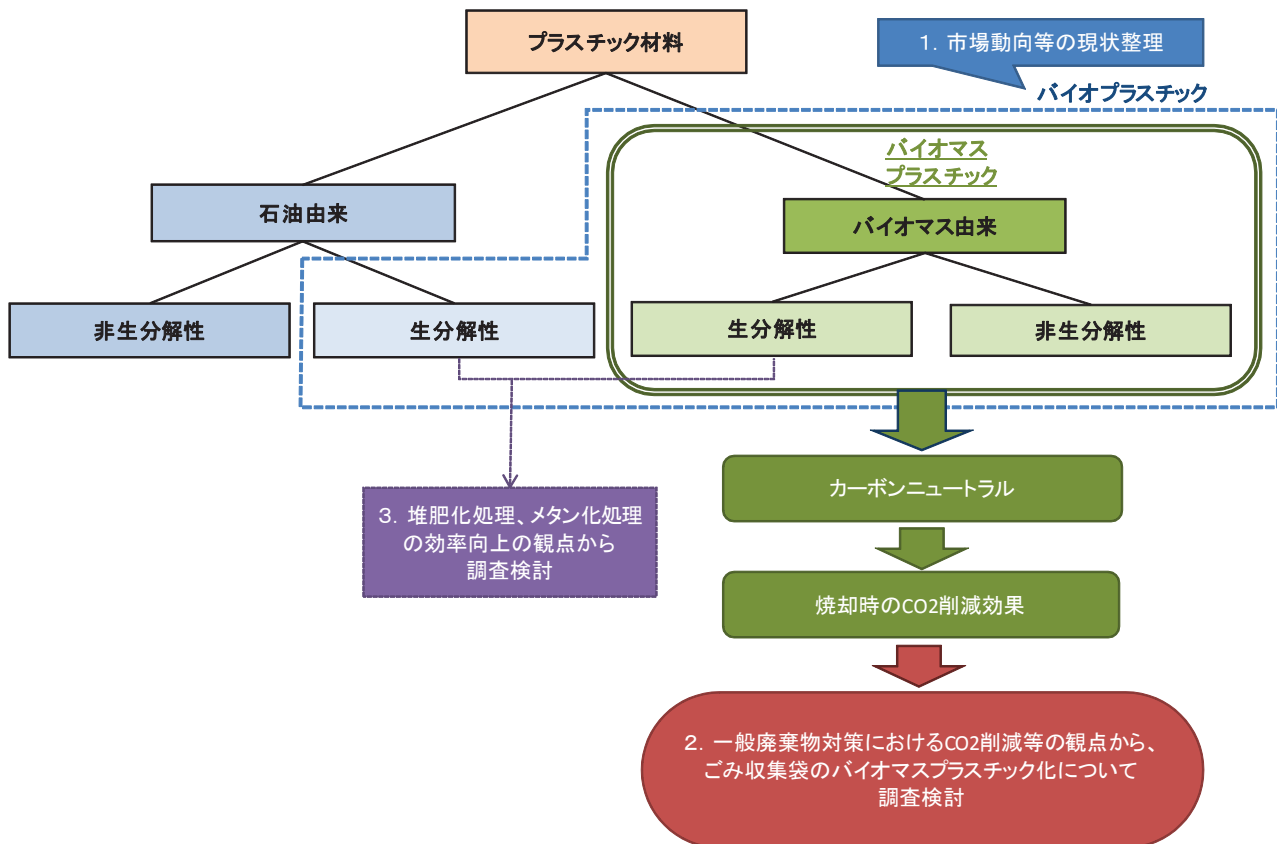 プラスチック材料
1．市場動向等の現状整理
バイオプラスチック
バイオマス
プラスチック
石油由来
バイオマス由来
非生分解性
生分解性
生分解性
非生分解性
カーボンニュートラル
3．堆肥化処理、メタン化処理
の効率向上の観点から
調査検討
焼却時のCO2削減効果
2．一般廃棄物対策におけるCO2削減等の観点から、
ごみ収集袋のバイオマスプラスチック化について
調査検討